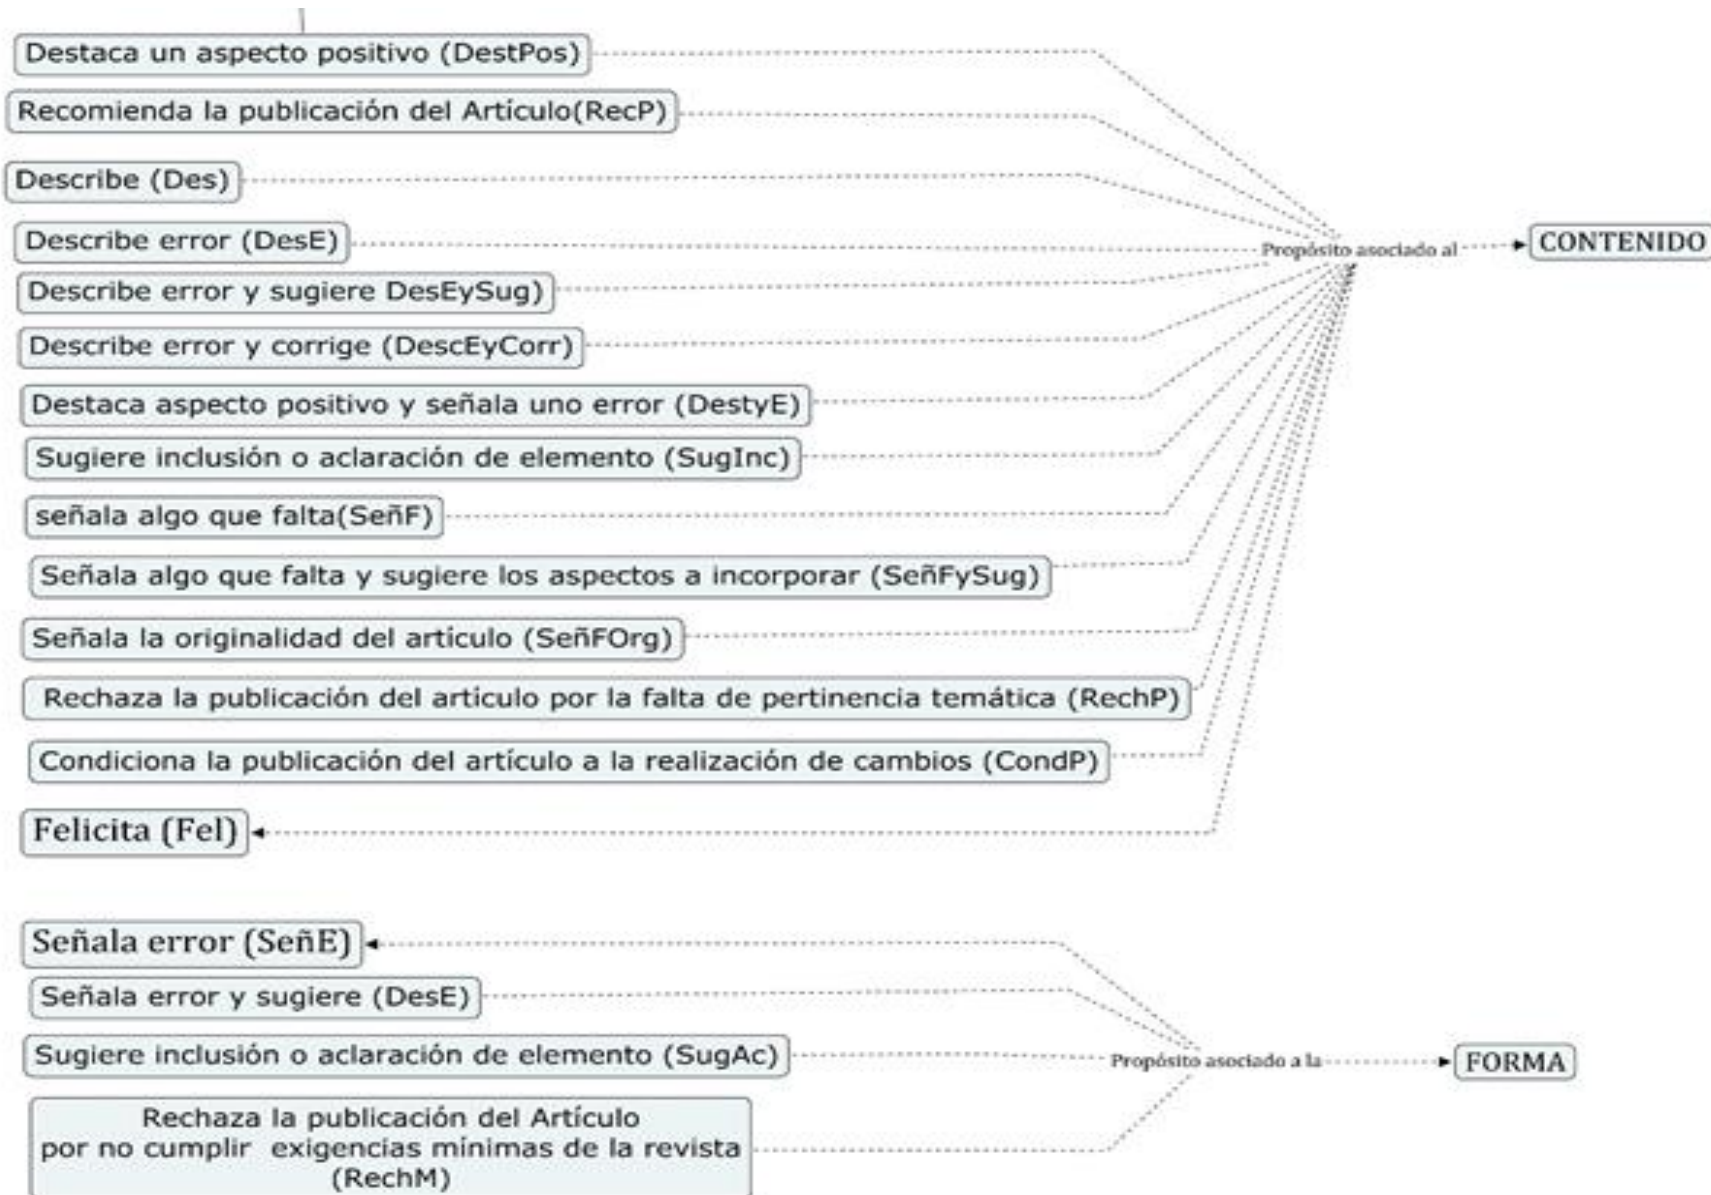 Destaca un aspecto positivo (DestPos)
Recomienda la publicación del Artículo(RecP)
Describe (Des)
Describe error (DesE)
Propósito asociado al
CONTENIDO
Describe error y sugiere DesEySug)
Describe error y corrige (DescEyCorr)
Destaca aspecto positivo y señala uno error (DestyE)
Sugiere inclusión o aclaración de elemento (SugInc)
señala algo que falta(SeñF)
Señala algo que falta y sugiere los aspectos a incorporar (SeñFySug)
Señala la originalidad del artículo (SeñFOrg)
Rechaza la publicación del artículo por la falta de pertinencia temática (RechP)
Condiciona la publicación del artículo a la realización de cambios (CondP)
Felicita (Fel)
Señala error (SeñE)
Señala error y sugiere (DesE)
Sugiere inclusión o aclaración de elemento (SugAc)
Propósito asociado a la
FORMA
Rechaza la publicación del Artículo
por no cumplir exigencias mínimas de la revista
(RechM)